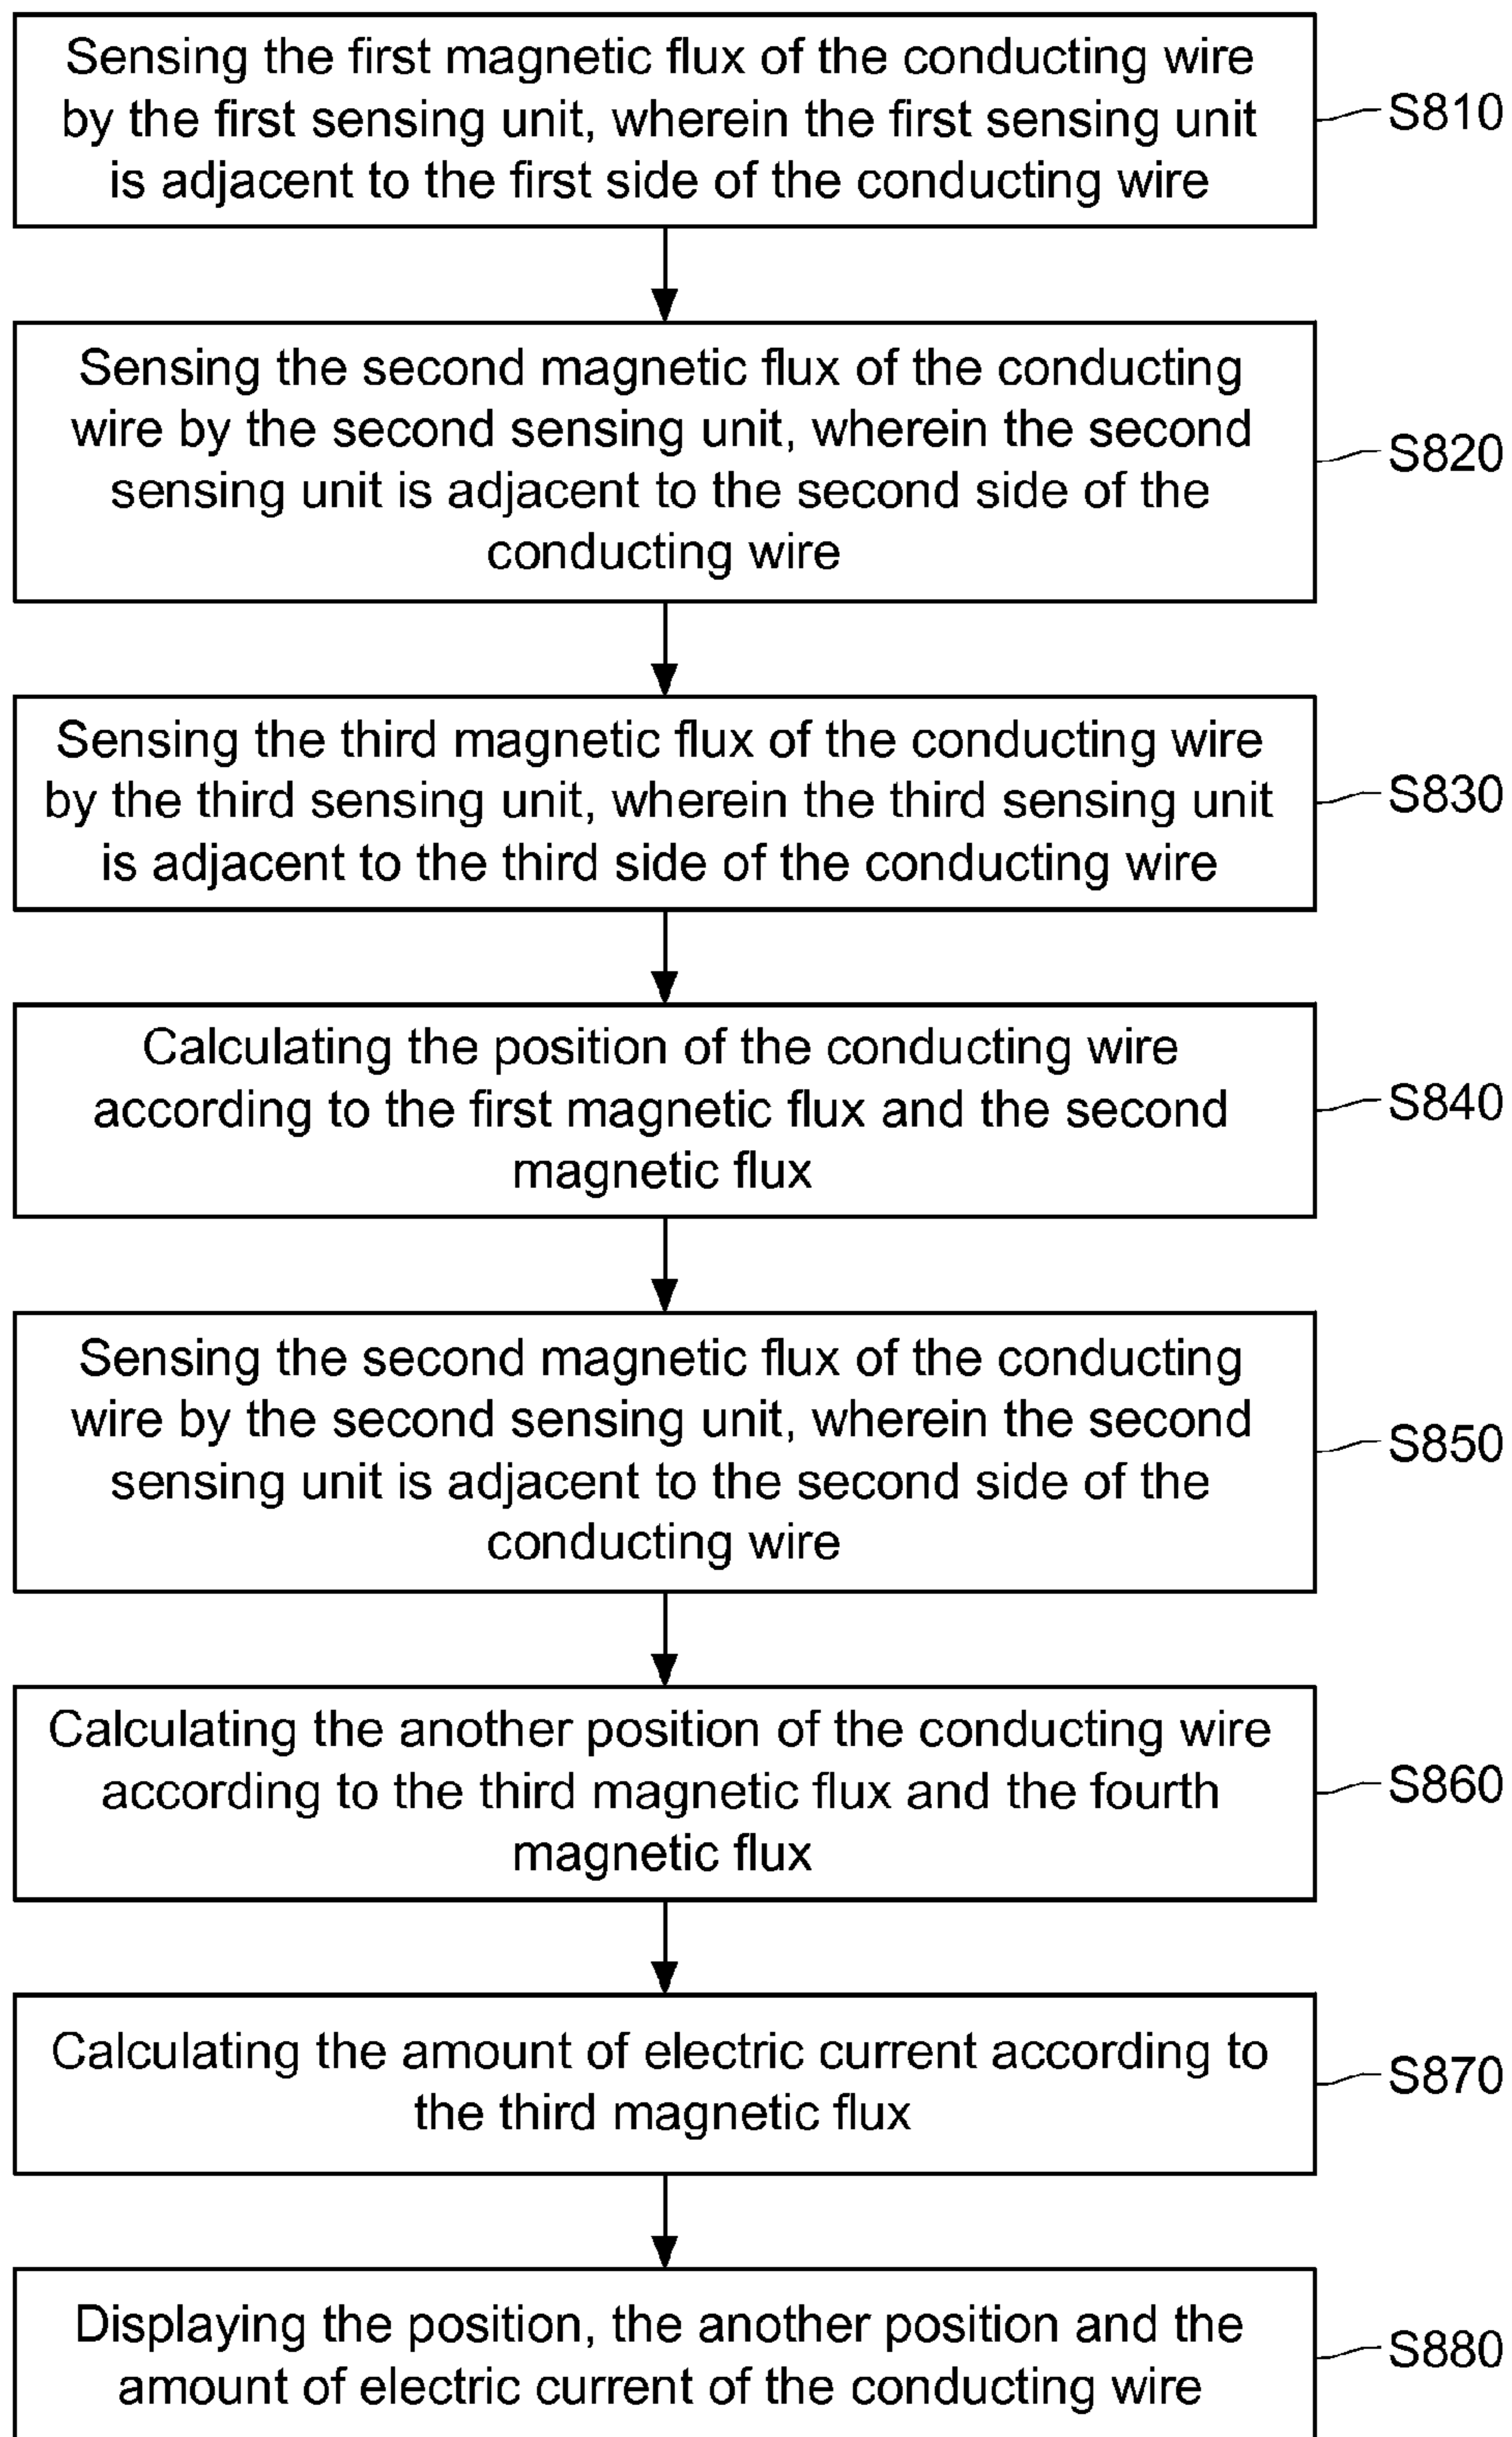 Sensing the first magnetic flux of the conducting wire
by the first sensing unit, wherein the first sensing unit
is adjacent to the first side of the conducting wire
S810
Sensing the second magnetic flux of the conducting
wire by the second sensing unit, wherein the second
sensing unit is adjacent to the second side of the
conducting wire
S820
Sensing the third magnetic flux of the conducting wire
by the third sensing unit, wherein the third sensing unit
is adjacent to the third side of the conducting wire
S830
Calculating the position of the conducting wire
according to the first magnetic flux and the second
magnetic flux
S840
Sensing the second magnetic flux of the conducting
wire by the second sensing unit, wherein the second
sensing unit is adjacent to the second side of the
conducting wire
S850
Calculating the another position of the conducting wire
according to the third magnetic flux and the fourth
magnetic flux
S860
Calculating the amount of electric current according to
the third magnetic flux
S870
Displaying the position, the another position and the
amount of electric current of the conducting wire
S880